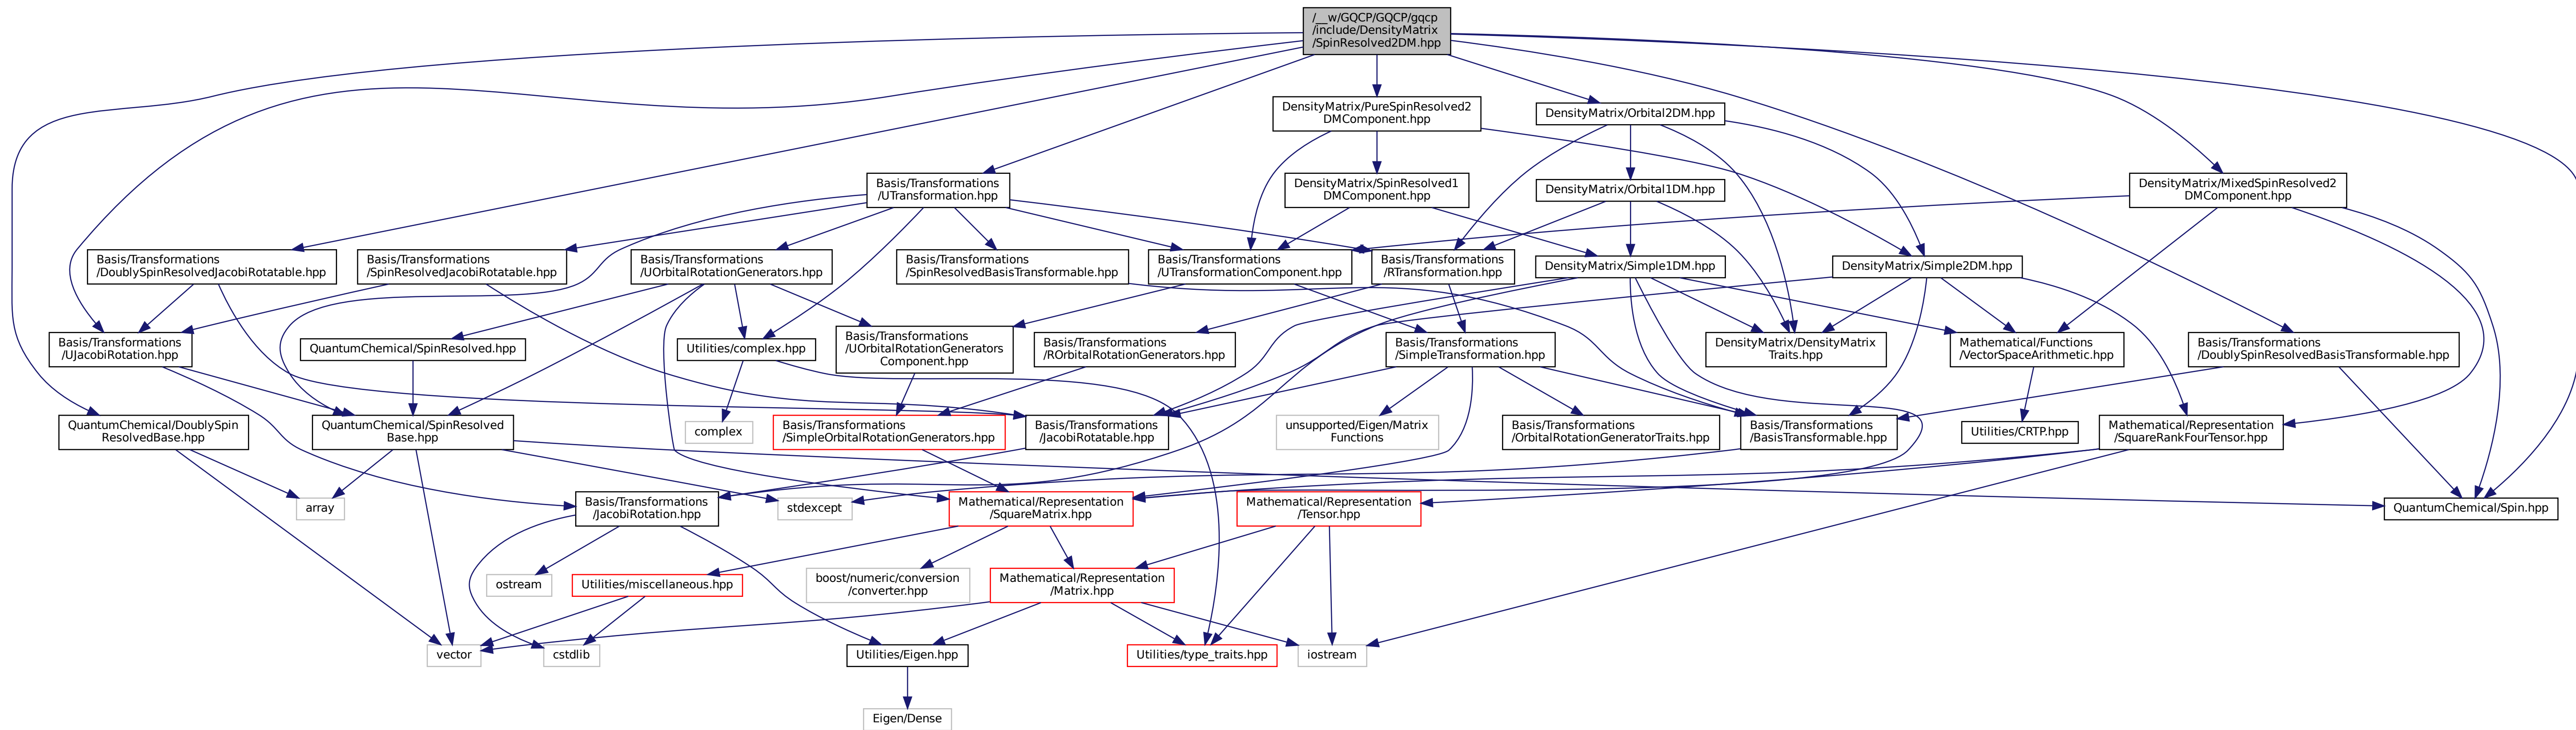 /__w/GQCP/GQCP/gqcp
/include/DensityMatrix
/SpinResolved2DM.hpp
DensityMatrix/PureSpinResolved2
DMComponent.hpp
DensityMatrix/Orbital2DM.hpp
Basis/Transformations
/UTransformation.hpp
DensityMatrix/SpinResolved1
DMComponent.hpp
DensityMatrix/Orbital1DM.hpp
DensityMatrix/MixedSpinResolved2
DMComponent.hpp
Basis/Transformations
/DoublySpinResolvedJacobiRotatable.hpp
Basis/Transformations
/SpinResolvedJacobiRotatable.hpp
Basis/Transformations
/UOrbitalRotationGenerators.hpp
Basis/Transformations
/SpinResolvedBasisTransformable.hpp
Basis/Transformations
/UTransformationComponent.hpp
Basis/Transformations
/RTransformation.hpp
DensityMatrix/Simple1DM.hpp
DensityMatrix/Simple2DM.hpp
Basis/Transformations
/UJacobiRotation.hpp
QuantumChemical/SpinResolved.hpp
Utilities/complex.hpp
Basis/Transformations
/UOrbitalRotationGenerators
Component.hpp
Basis/Transformations
/ROrbitalRotationGenerators.hpp
Basis/Transformations
/SimpleTransformation.hpp
DensityMatrix/DensityMatrix
Traits.hpp
Mathematical/Functions
/VectorSpaceArithmetic.hpp
Basis/Transformations
/DoublySpinResolvedBasisTransformable.hpp
QuantumChemical/DoublySpin
ResolvedBase.hpp
QuantumChemical/SpinResolved
Base.hpp
complex
Basis/Transformations
/SimpleOrbitalRotationGenerators.hpp
Basis/Transformations
/JacobiRotatable.hpp
unsupported/Eigen/Matrix
Functions
Basis/Transformations
/OrbitalRotationGeneratorTraits.hpp
Basis/Transformations
/BasisTransformable.hpp
Utilities/CRTP.hpp
Mathematical/Representation
/SquareRankFourTensor.hpp
array
Basis/Transformations
/JacobiRotation.hpp
stdexcept
Mathematical/Representation
/SquareMatrix.hpp
Mathematical/Representation
/Tensor.hpp
QuantumChemical/Spin.hpp
ostream
Utilities/miscellaneous.hpp
boost/numeric/conversion
/converter.hpp
Mathematical/Representation
/Matrix.hpp
vector
cstdlib
Utilities/Eigen.hpp
Utilities/type_traits.hpp
iostream
Eigen/Dense